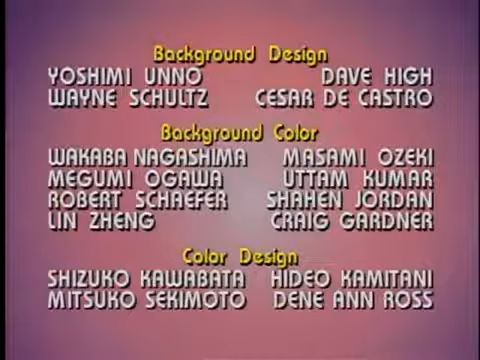 Background Design
YOSHIMI UNNO DAVE HIGH
WAYNE SCHULTZ CESAR DE CASTRO
Background Color
WAKABA NAGASHIMA MASAMI OZEKI
MEGUMI OGAWA UTTAM KUMAR
ROBERT SCHAEFER SHAHEN JORDAN
LIN ZHENG CRAIG GARDNER
Color Design
SHIZUKO KAWABATA HIDEO KAMITANI
MITSUKO SEKIMOTO DENE ANN ROSS